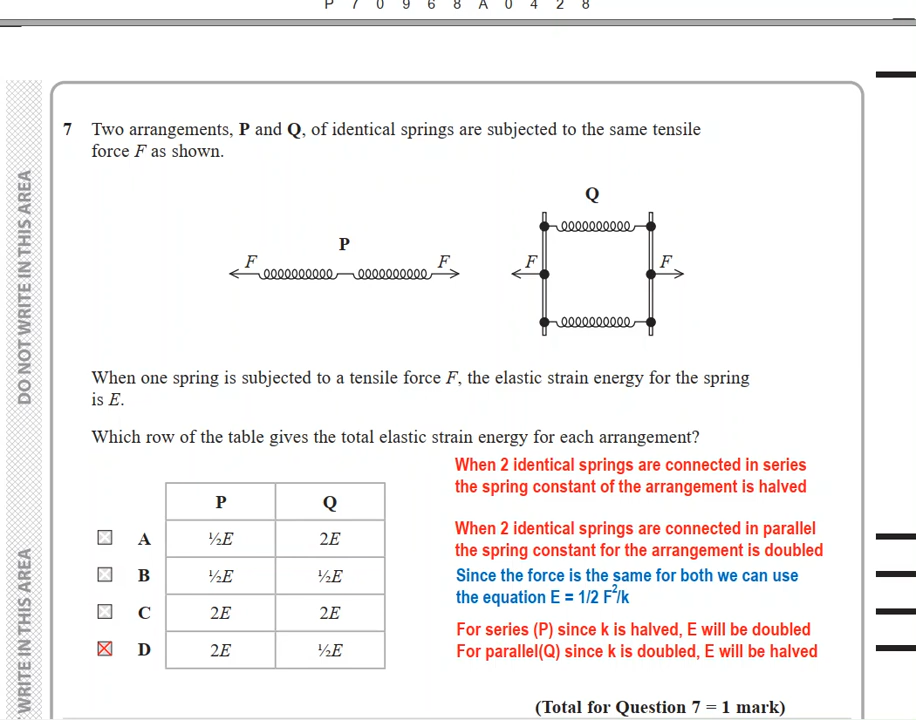 P 7 0 9 6 8 A 0 4 2 8
DO NOT WRITE IN THIS AREA
WRITE IN THIS AREA
7 Two arrangements, P and Q, of identical springs are subjected to the same tensile
force F as shown.
Q
P
F F
F F
When one spring is subjected to a tensile force F, the elastic strain energy for the spring
is E.
Which row of the table gives the total elastic strain energy for each arrangement?
P Q
A ½E 2E
B ½E ½E
C 2E 2E
D 2E ½E
When 2 identical springs are connected in series
the spring constant of the arrangement is halved
When 2 identical springs are connected in parallel
the spring constant for the arrangement is doubled
Since the force is the same for both we can use
the equation E = 1/2 F²/k
For series (P) since k is halved, E will be doubled
For parallel(Q) since k is doubled, E will be halved
(Total for Question 7 = 1 mark)